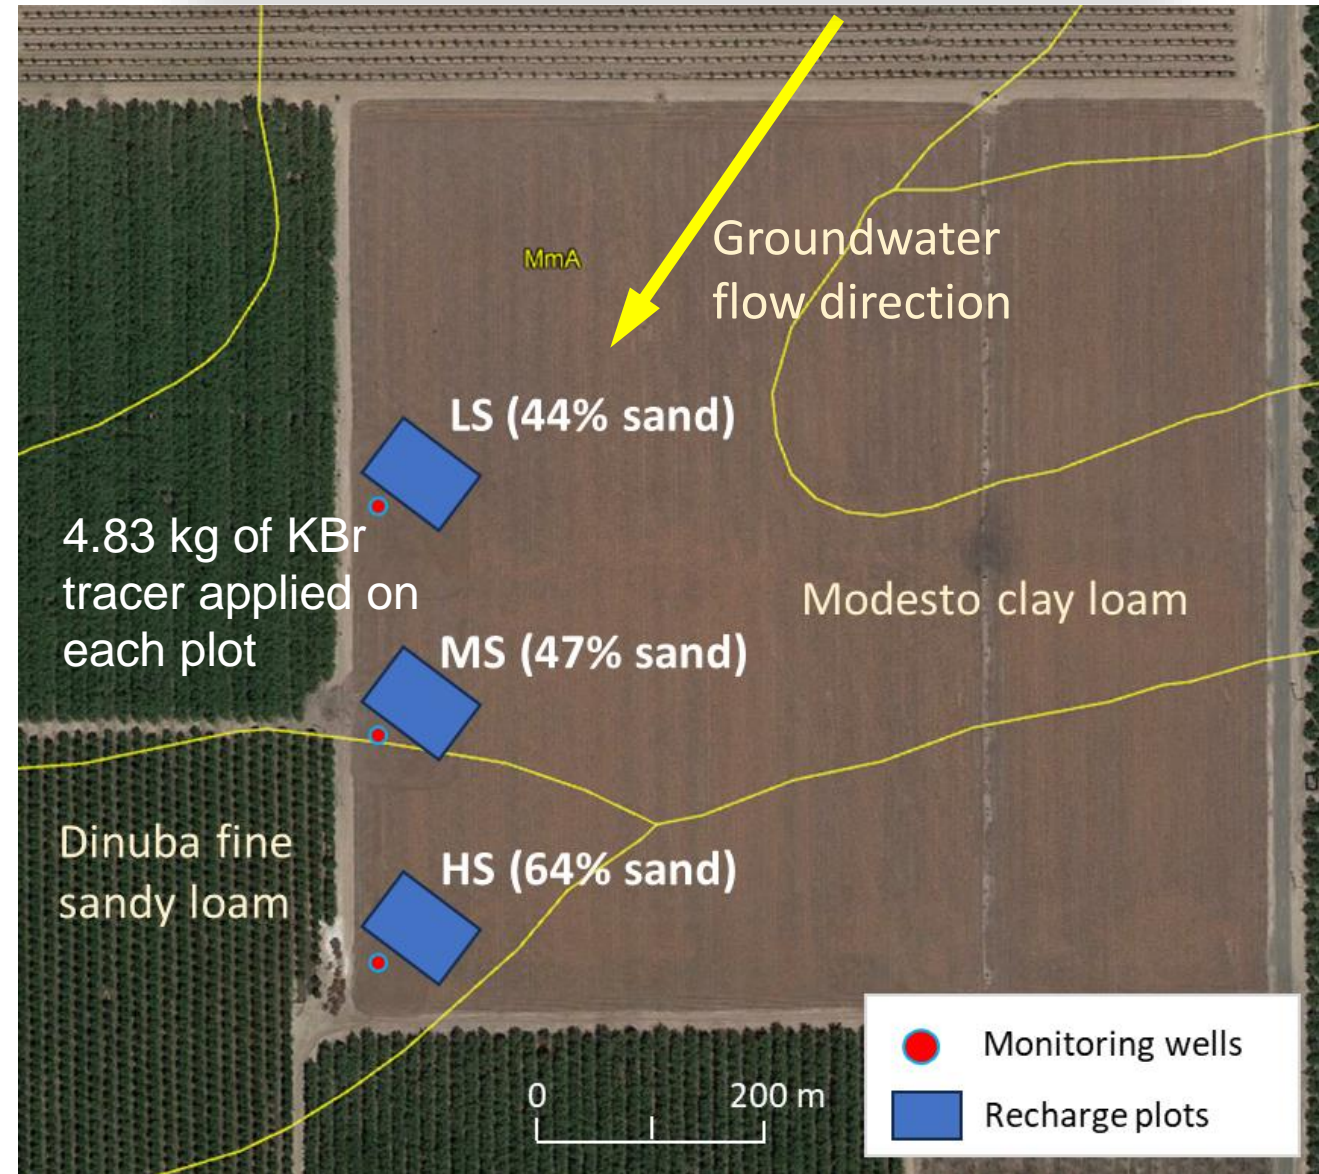 Groundwater
flow direction
MmA
LS (44% sand)
4.83 kg of KBr
tracer applied on
each plot
Modesto clay loam
MS (47% sand)
Dinuba fine
sandy loam
HS (64% sand)
0 200 m
Monitoring wells
Recharge plots